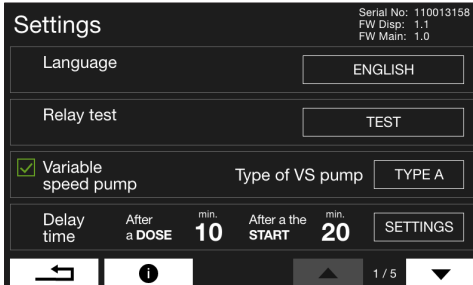 Settings
Serial No: 110013158
FW Disp: 1.1
FW Main: 1.0
Language
ENGLISH
Relay test
TEST
Variable
speed pump
Type of VS pump
TYPE A
Delay
time
After
a DOSE
min.
10
After a the
START
min.
20
SETTINGS
i
1 / 5